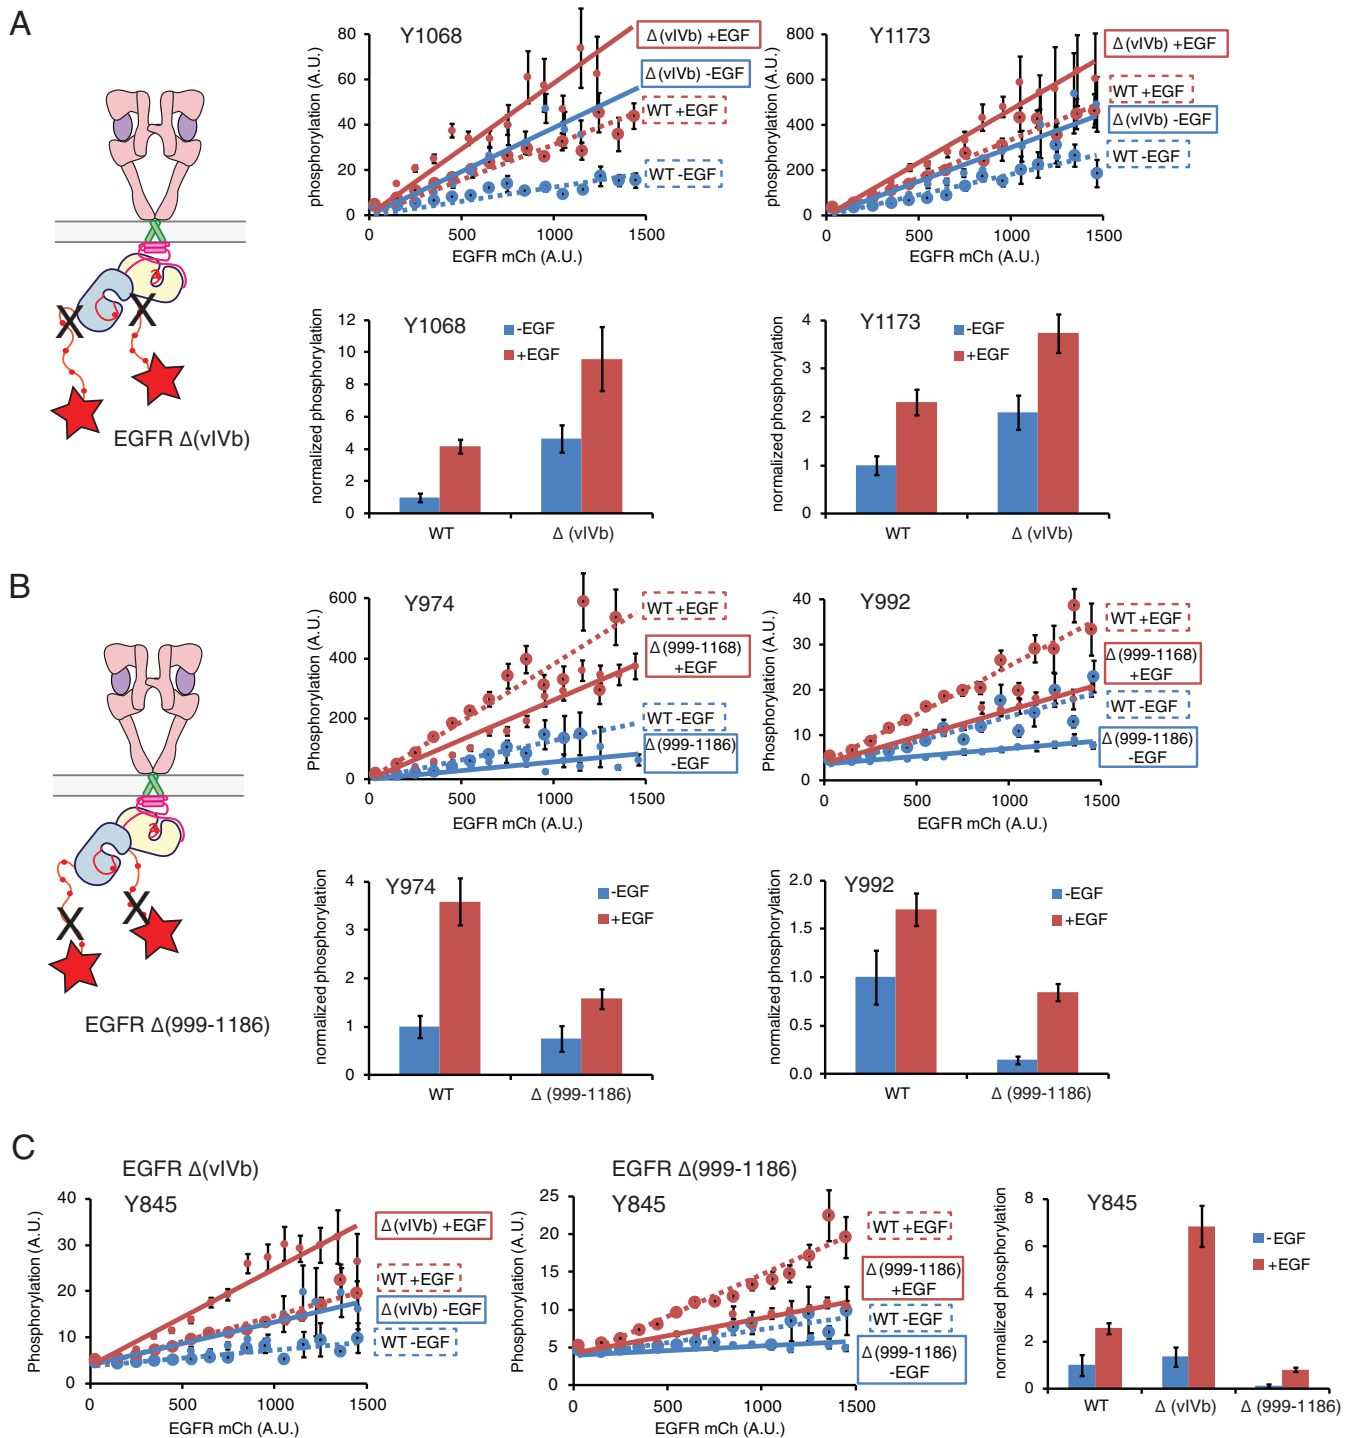 A
EGFR Δ(vIVb)
Y1068
phosphorylation (A.U.)
80
60
40
20
0
0
500
1000
1500
EGFR mCh (A.U.)
Δ(vIVb) +EGF
Δ(vIVb) -EGF
WT +EGF
WT -EGF
Y1173
phosphorylation (A.U.)
800
600
400
200
0
0
500
1000
1500
EGFR mCh (A.U.)
Δ(vIVb) +EGF
WT +EGF
Δ(vIVb) -EGF
WT -EGF
Y1068
normalized phosphorylation
12
10
8
6
4
2
0
-EGF
+EGF
WT
Δ (vIVb)
Y1173
normalized phosphorylation
4
3
2
1
0
-EGF
+EGF
WT
Δ (vIVb)
B
EGFR Δ(999-1186)
Y974
Phosphorylation (A.U.)
600
400
200
0
0
500
1000
1500
EGFR mCh (A.U.)
WT +EGF
Δ(999-1168)
+EGF
WT -EGF
Δ(999-1186)
-EGF
Y992
Phosphorylation (A.U.)
40
30
20
10
0
0
500
1000
1500
EGFR mCh (A.U.)
WT +EGF
Δ(999-1168)
+EGF
WT -EGF
Δ(999-1186)
-EGF
Y974
normalized phosphorylation
4
3
2
1
0
-EGF
+EGF
WT
Δ (999-1186)
Y992
normalized phosphorylation
2.0
1.5
1.0
0.5
0.0
-EGF
+EGF
WT
Δ (999-1186)
C
EGFR Δ(vIVb)
Y845
Phosphorylation (A.U.)
40
30
20
10
0
0
500
1000
1500
EGFR mCh (A.U.)
Δ(vIVb) +EGF
WT +EGF
Δ(vIVb) -EGF
WT -EGF
EGFR Δ(999-1186)
Y845
Phosphorylation (A.U.)
25
20
15
10
5
0
0
500
1000
1500
EGFR mCh (A.U.)
WT +EGF
Δ(999-1186)
+EGF
WT -EGF
Δ(999-1186)
-EGF
Y845
normalized phosphorylation
8
6
4
2
0
-EGF
+EGF
WT
Δ (vIVb)
Δ (999-1186)